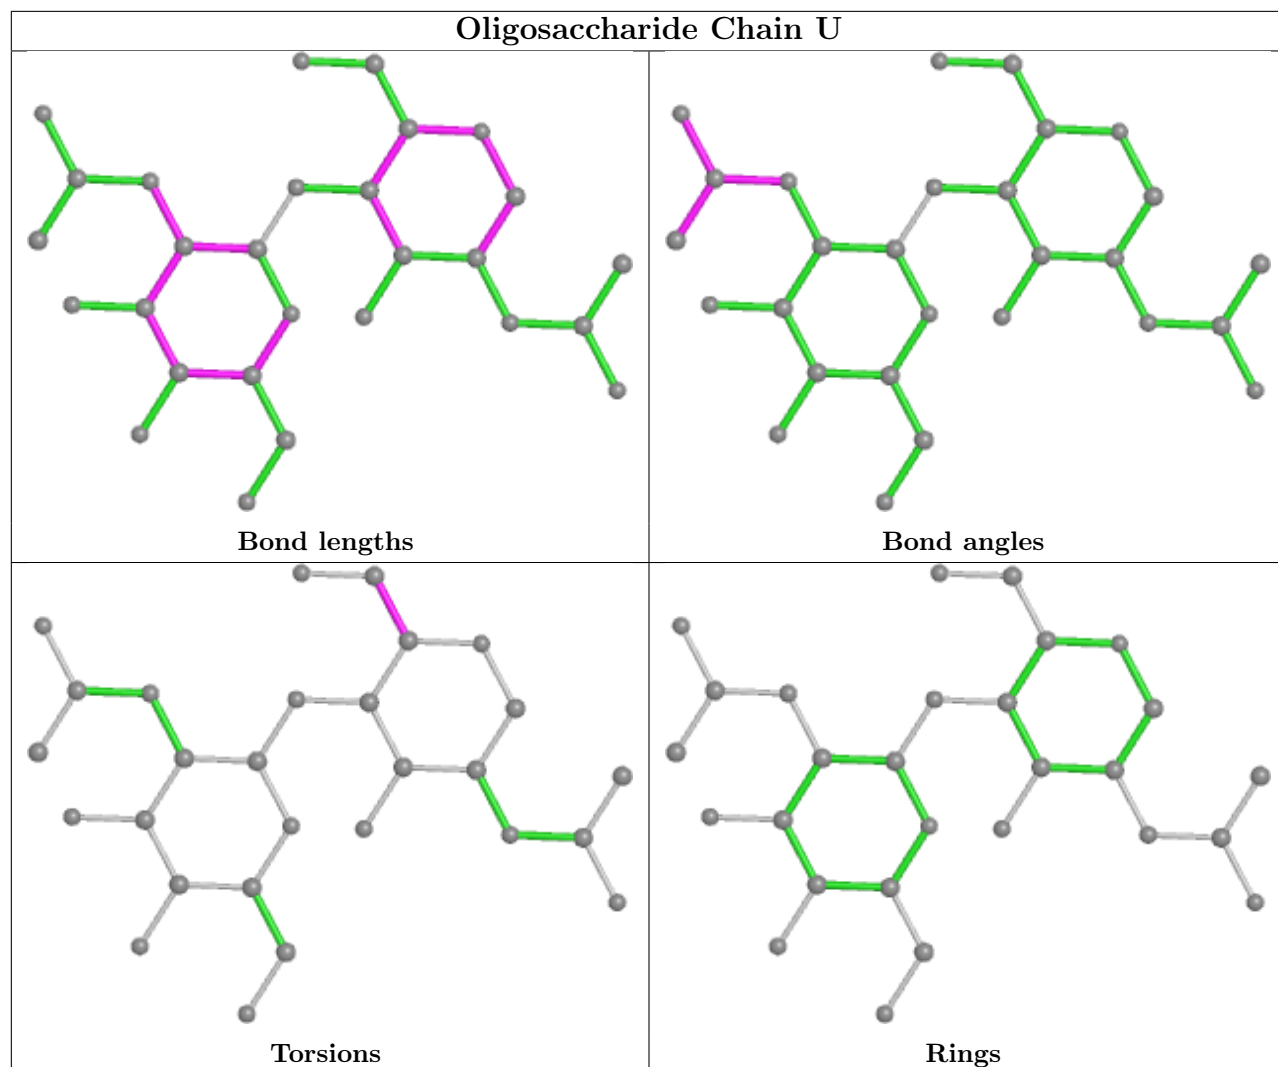 Oligosaccharide Chain U
Bond lengths
Bond angles
Torsions
Rings